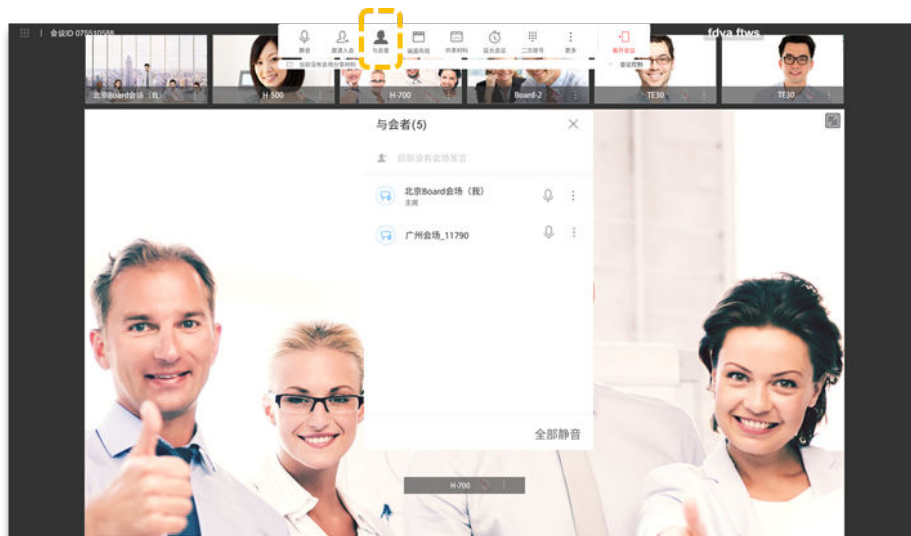 会议ID 075510588
静音 邀请入会 与会者 画面布局 共享材料 延长会议 二次拨号 更多 离开会议
当前没有会场分享材料 会议控制
fdya ftws
北京Board会场（我） H-500 H-700 Board-2 TE30 TE30
与会者(5)
目前没有会场发言
北京Board会场（我）
主席
广州会场_11790
全部静音
H-700